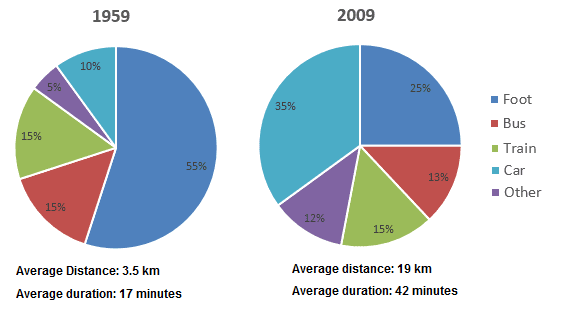 1959
10%
5%
15%
15%
55%
Average Distance: 3.5 km
Average duration: 17 minutes
2009
25%
35%
13%
12%
15%
Average distance: 19 km
Average duration: 42 minutes
Foot
Bus
Train
Car
Other